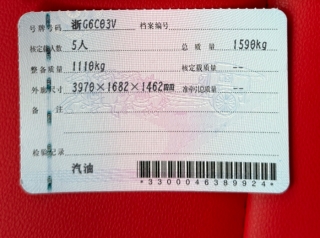 号牌号码 浙G6C03V 档案编号
核定载人数 5人 总质量 1590kg
整备质量 1110kg 核定载质量 --
外廓尺寸 3970×1682×1462mm 准牵引总质量 --
备注
检验记录
汽油
*3300046389924*